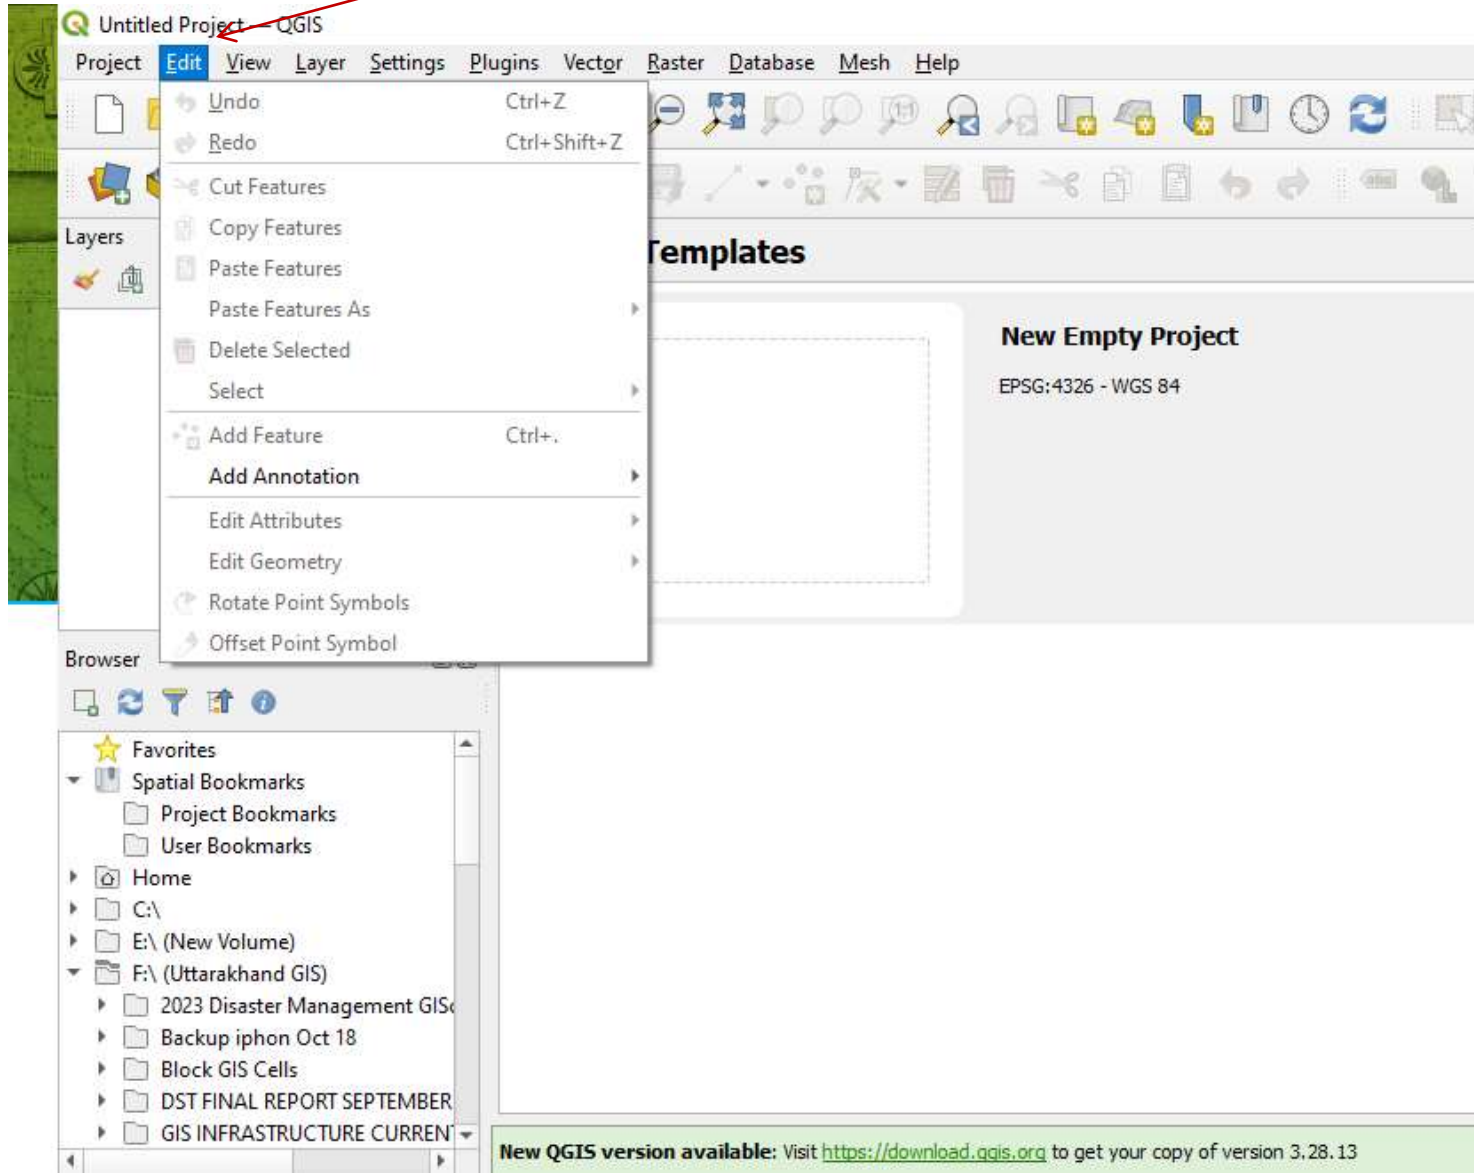 Untitled Project — QGIS
Project Edit View Layer Settings Plugins Vector Raster Database Mesh Help
Undo Ctrl+Z
Redo Ctrl+Shift+Z
Cut Features
Copy Features
Paste Features
Paste Features As
Delete Selected
Select
Add Feature Ctrl+.
Add Annotation
Edit Attributes
Edit Geometry
Rotate Point Symbols
Offset Point Symbol
Layers
Templates
New Empty Project
EPSG:4326 - WGS 84
Browser
Favorites
Spatial Bookmarks
Project Bookmarks
User Bookmarks
Home
C:\
E:\ (New Volume)
F:\ (Uttarakhand GIS)
2023 Disaster Management GISc
Backup iphon Oct 18
Block GIS Cells
DST FINAL REPORT SEPTEMBER
GIS INFRASTRUCTURE CURRENT
New QGIS version available: Visit https://download.qgis.org to get your copy of version 3.28.13